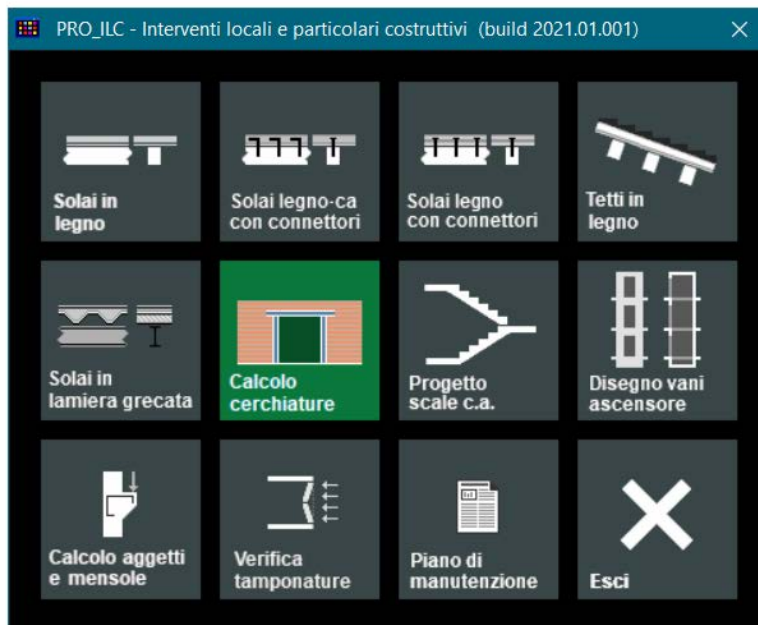 PRO_ILC - Interventi locali e particolari costruttivi (build 2021.01.001)
Solai in
legno
Solai legno-ca
con connettori
Solai legno
con connettori
Tetti in
legno
Solai in
lamiera grecata
Calcolo
cerchiature
Progetto
scale c.a.
Disegno vani
ascensore
Calcolo aggetti
e mensole
Verifica
tamponature
Piano di
manutenzione
Esci